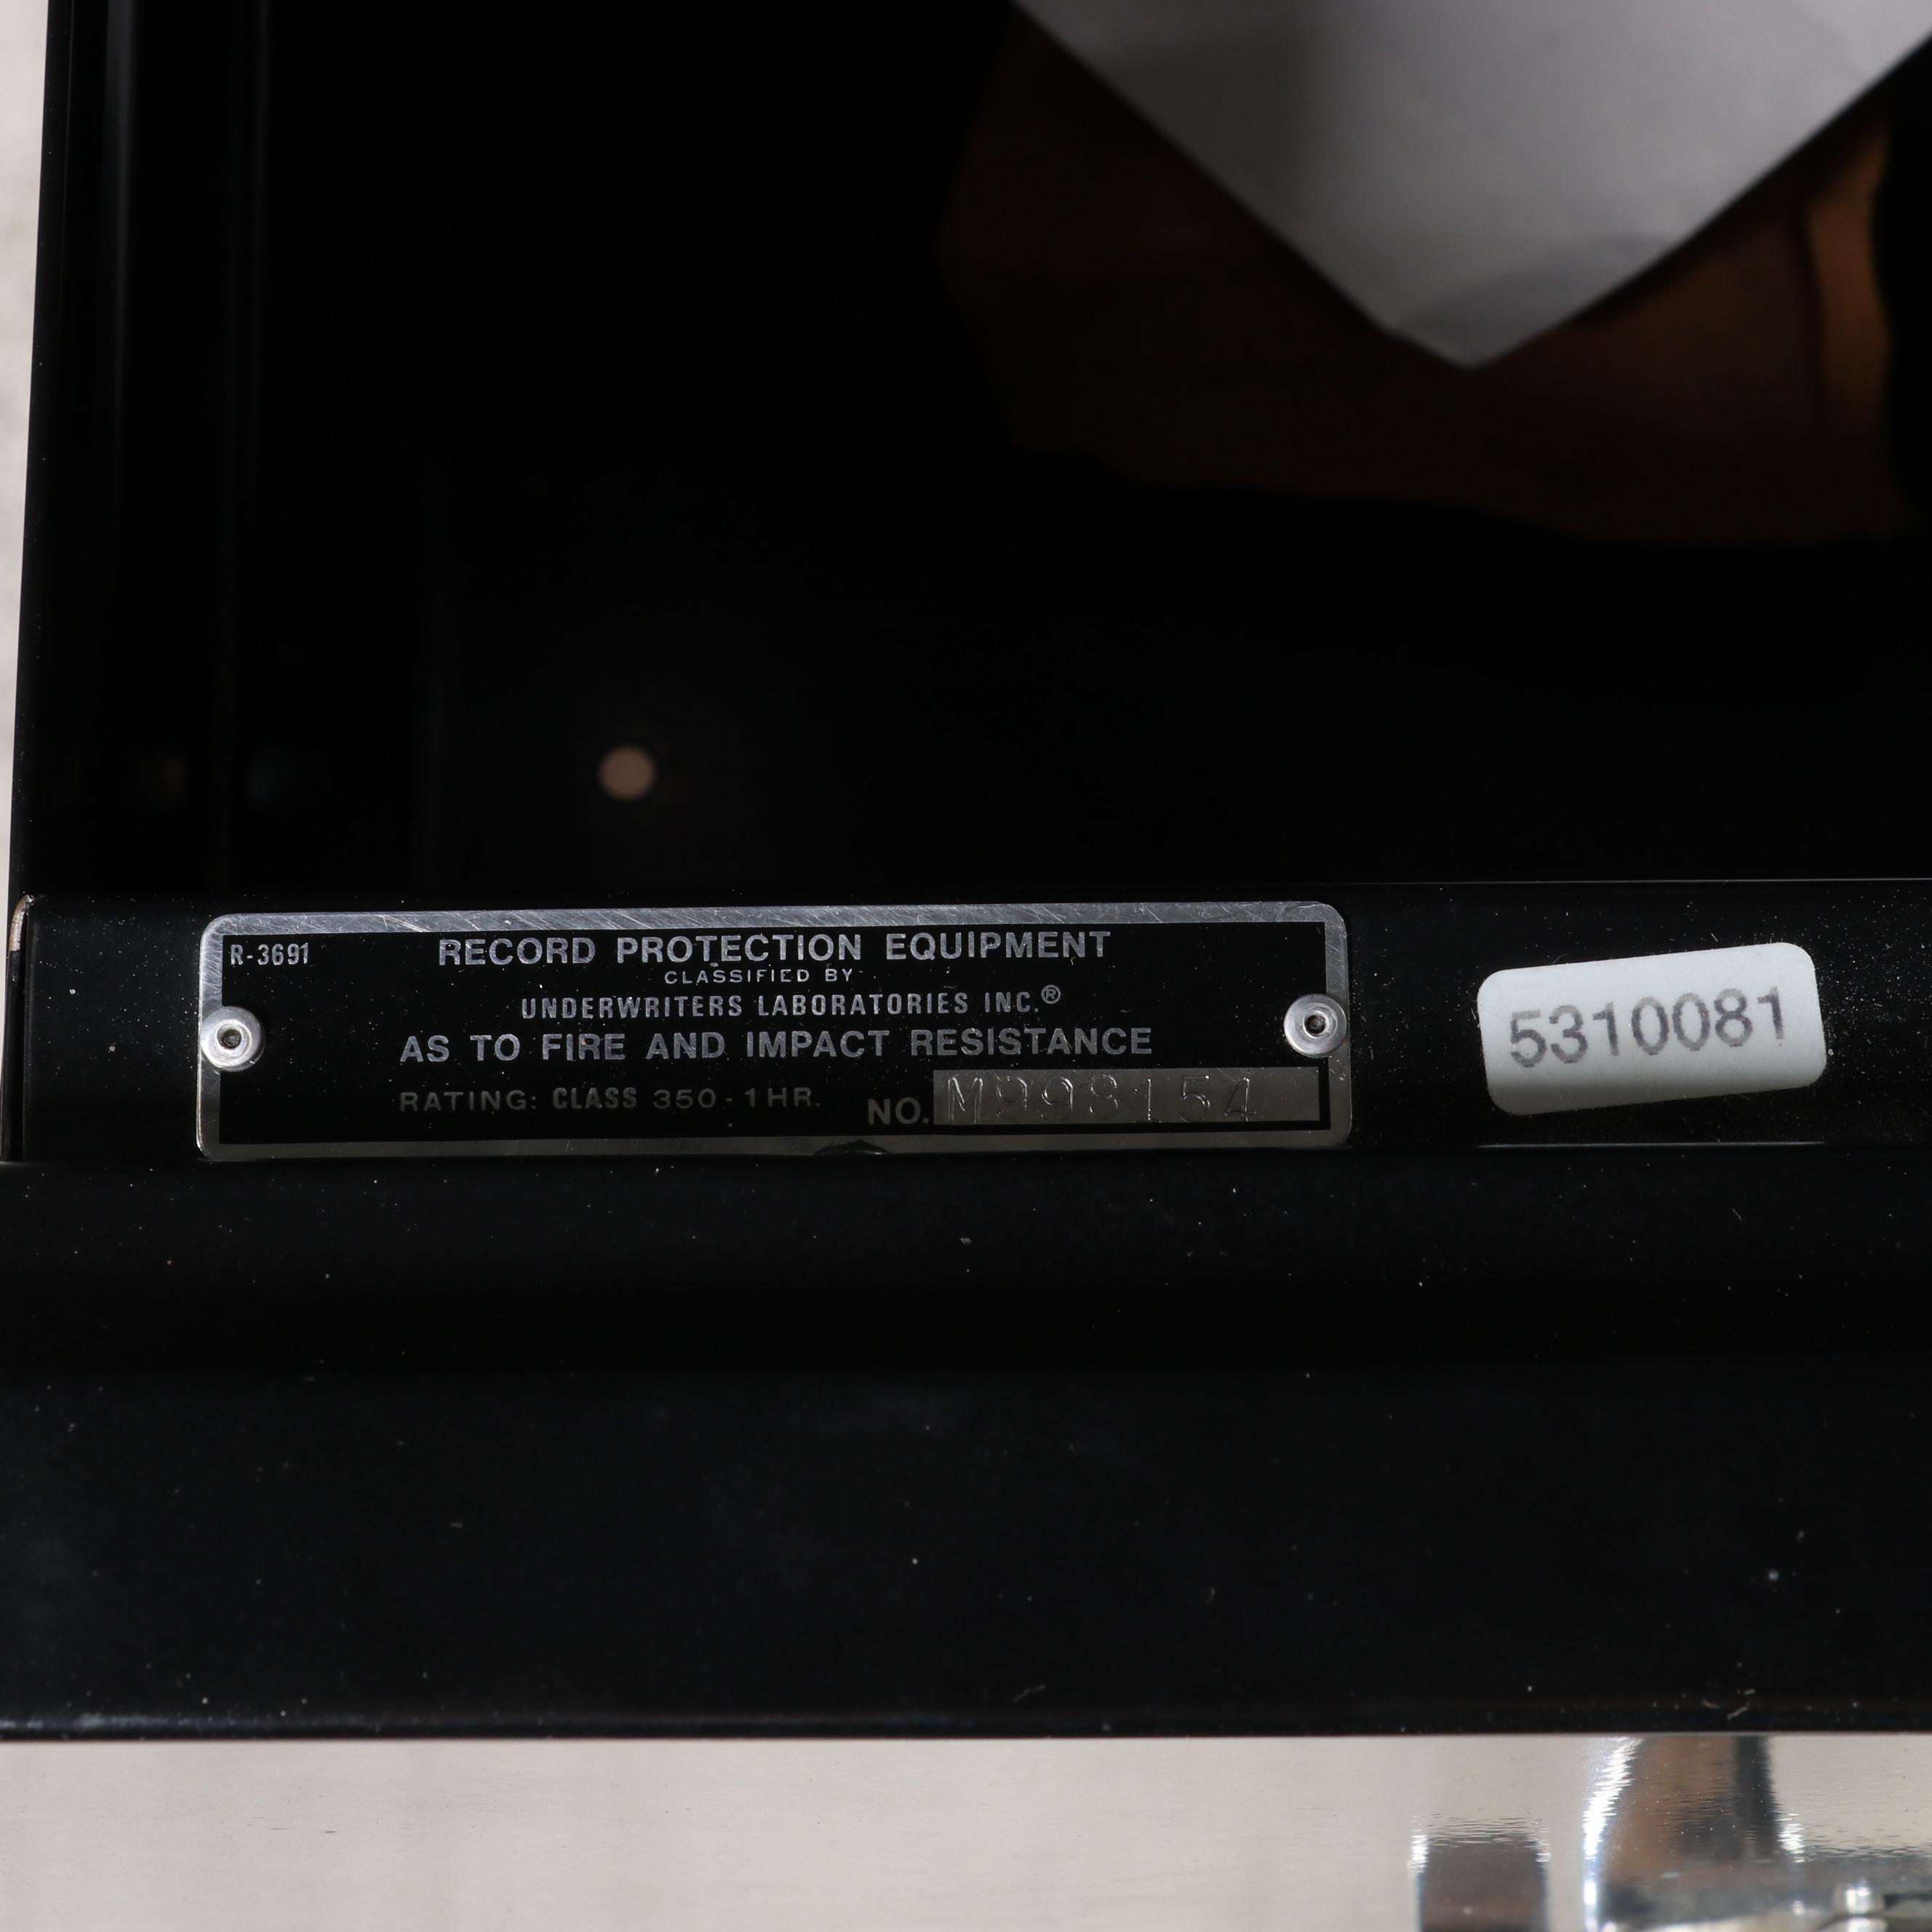 R-3691
RECORD PROTECTION EQUIPMENT
CLASSIFIED BY
UNDERWRITERS LABORATORIES INC.®
AS TO FIRE AND IMPACT RESISTANCE
RATING: CLASS 350-1HR. NO. M998154
5310081